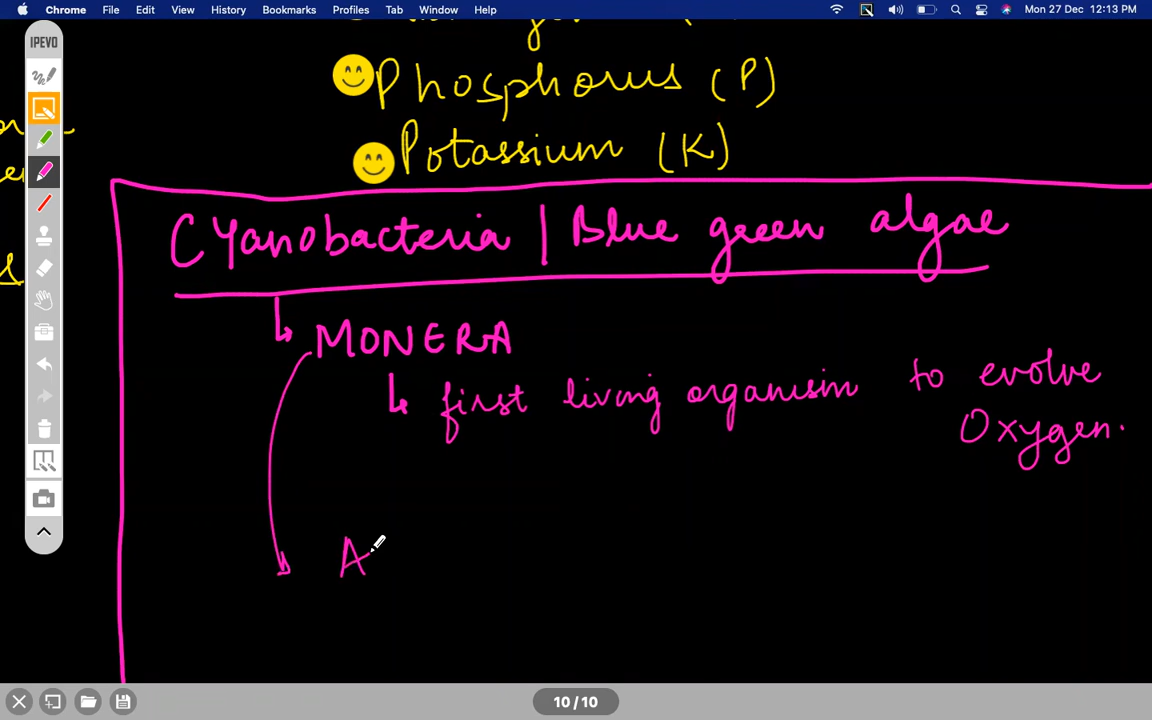 Chrome File Edit View History Bookmarks Profiles Tab Window Help Mon 27 Dec 12:13 PM
IPEVO
Phosphorus (P)
Potassium (K)
Cyanobacteria | Blue green algae
MONERA
first living organism to evolve
Oxygen.
A
10 / 10